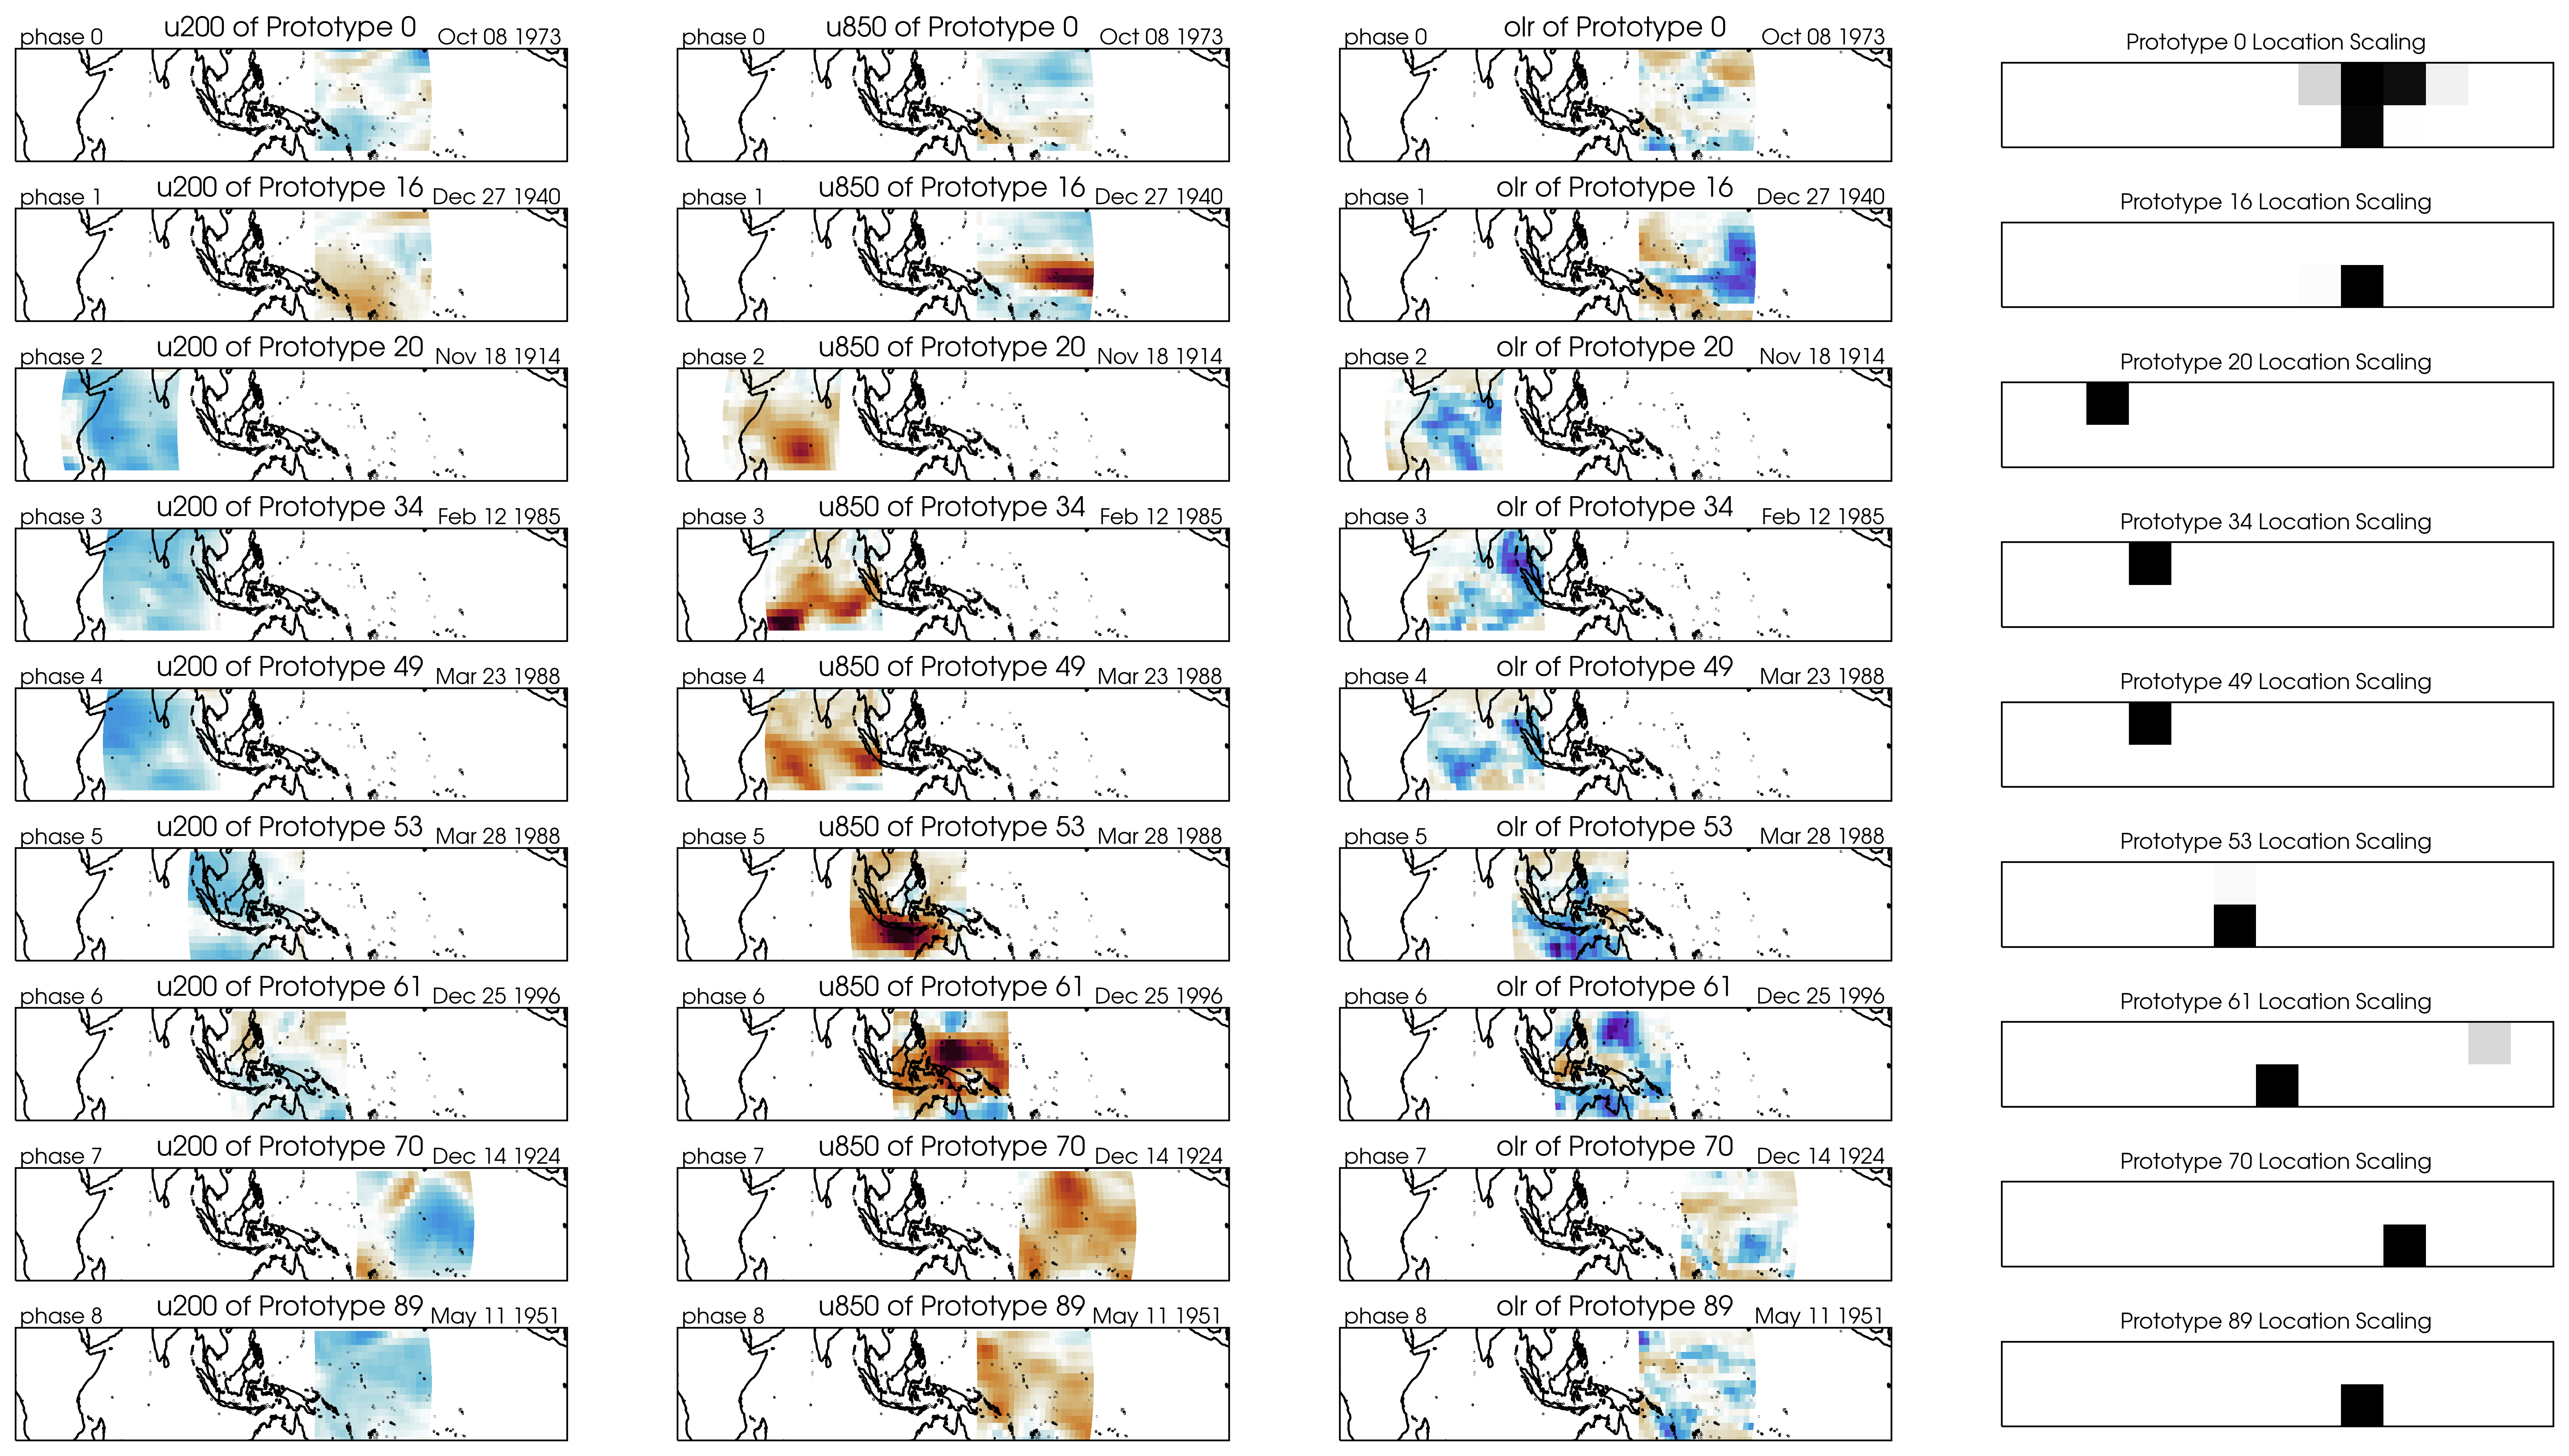 phase 0 u200 of Prototype 0 Oct 08 1973
phase 0 u850 of Prototype 0 Oct 08 1973
phase 0 olr of Prototype 0 Oct 08 1973
Prototype 0 Location Scaling
phase 1 u200 of Prototype 16 Dec 27 1940
phase 1 u850 of Prototype 16 Dec 27 1940
phase 1 olr of Prototype 16 Dec 27 1940
Prototype 16 Location Scaling
phase 2 u200 of Prototype 20 Nov 18 1914
phase 2 u850 of Prototype 20 Nov 18 1914
phase 2 olr of Prototype 20 Nov 18 1914
Prototype 20 Location Scaling
phase 3 u200 of Prototype 34 Feb 12 1985
phase 3 u850 of Prototype 34 Feb 12 1985
phase 3 olr of Prototype 34 Feb 12 1985
Prototype 34 Location Scaling
phase 4 u200 of Prototype 49 Mar 23 1988
phase 4 u850 of Prototype 49 Mar 23 1988
phase 4 olr of Prototype 49 Mar 23 1988
Prototype 49 Location Scaling
phase 5 u200 of Prototype 53 Mar 28 1988
phase 5 u850 of Prototype 53 Mar 28 1988
phase 5 olr of Prototype 53 Mar 28 1988
Prototype 53 Location Scaling
phase 6 u200 of Prototype 61 Dec 25 1996
phase 6 u850 of Prototype 61 Dec 25 1996
phase 6 olr of Prototype 61 Dec 25 1996
Prototype 61 Location Scaling
phase 7 u200 of Prototype 70 Dec 14 1924
phase 7 u850 of Prototype 70 Dec 14 1924
phase 7 olr of Prototype 70 Dec 14 1924
Prototype 70 Location Scaling
phase 8 u200 of Prototype 89 May 11 1951
phase 8 u850 of Prototype 89 May 11 1951
phase 8 olr of Prototype 89 May 11 1951
Prototype 89 Location Scaling